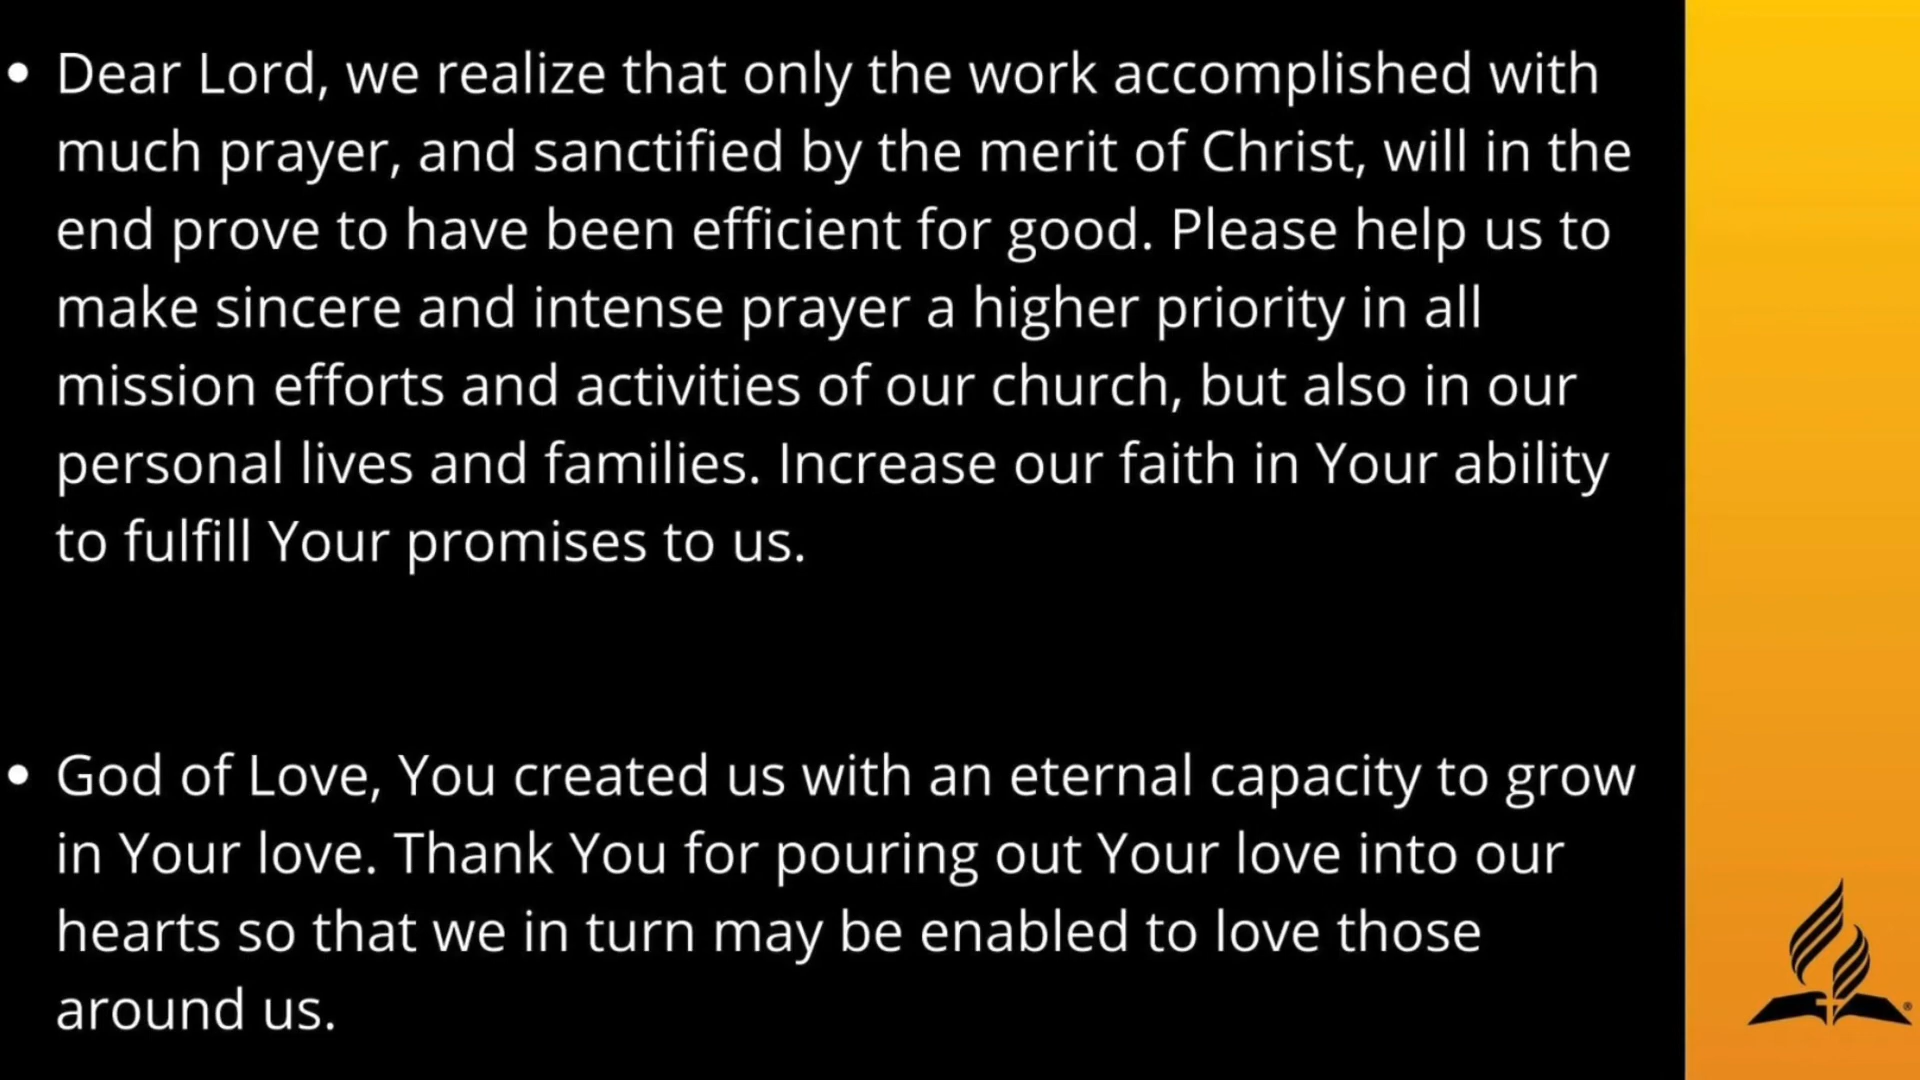 • Dear Lord, we realize that only the work accomplished with
much prayer, and sanctified by the merit of Christ, will in the
end prove to have been efficient for good. Please help us to
make sincere and intense prayer a higher priority in all
mission efforts and activities of our church, but also in our
personal lives and families. Increase our faith in Your ability
to fulfill Your promises to us.
• God of Love, You created us with an eternal capacity to grow
in Your love. Thank You for pouring out Your love into our
hearts so that we in turn may be enabled to love those
around us.
®